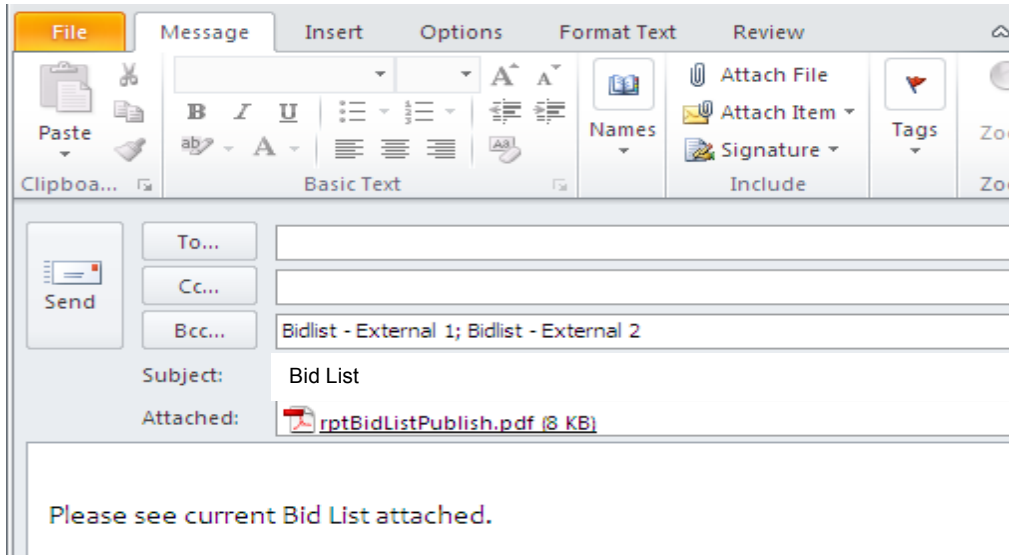 File Message Insert Options Format Text Review
Attach File
Attach Item
Paste Names Signature Tags
B I U
Clipboa... Basic Text Include
To...
Send Cc...
Bcc... Bidlist - External 1; Bidlist - External 2
Subject: Bid List
Attached: rptBidListPublish.pdf (8 KB)
Please see current Bid List attached.